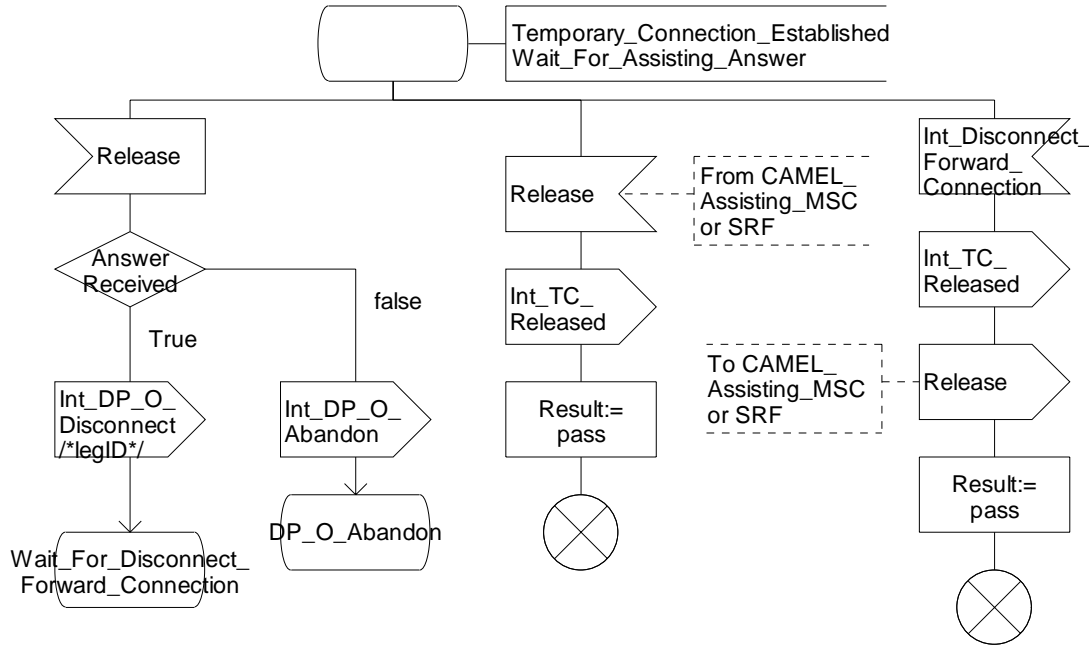 Temporary_Connection_Established
Wait_For_Assisting_Answer
Release
Answer
Received
True
false
Int_DP_O_
Disconnect
/*legID*/
Wait_For_Disconnect_
Forward_Connection
Int_DP_O_
Abandon
DP_O_Abandon
Release
From CAMEL_
Assisting_MSC
or SRF
Int_TC_
Released
Result:=
pass
Int_Disconnect_
Forward_
Connection
Int_TC_
Released
To CAMEL_
Assisting_MSC
or SRF
Release
Result:=
pass